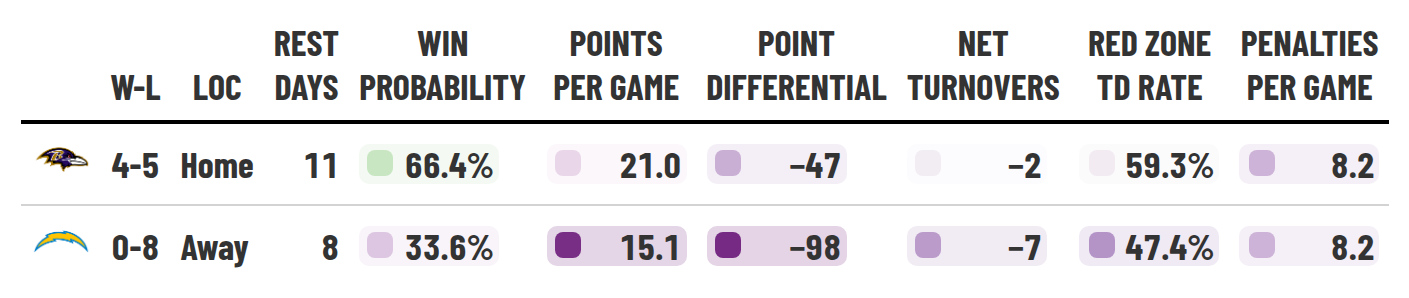 REST WIN POINTS POINT NET RED ZONE PENALTIES
W-L LOC DAYS PROBABILITY PER GAME DIFFERENTIAL TURNOVERS TD RATE PER GAME
4-5 Home 11 66.4% 21.0 −47 −2 59.3% 8.2
0-8 Away 8 33.6% 15.1 −98 −7 47.4% 8.2